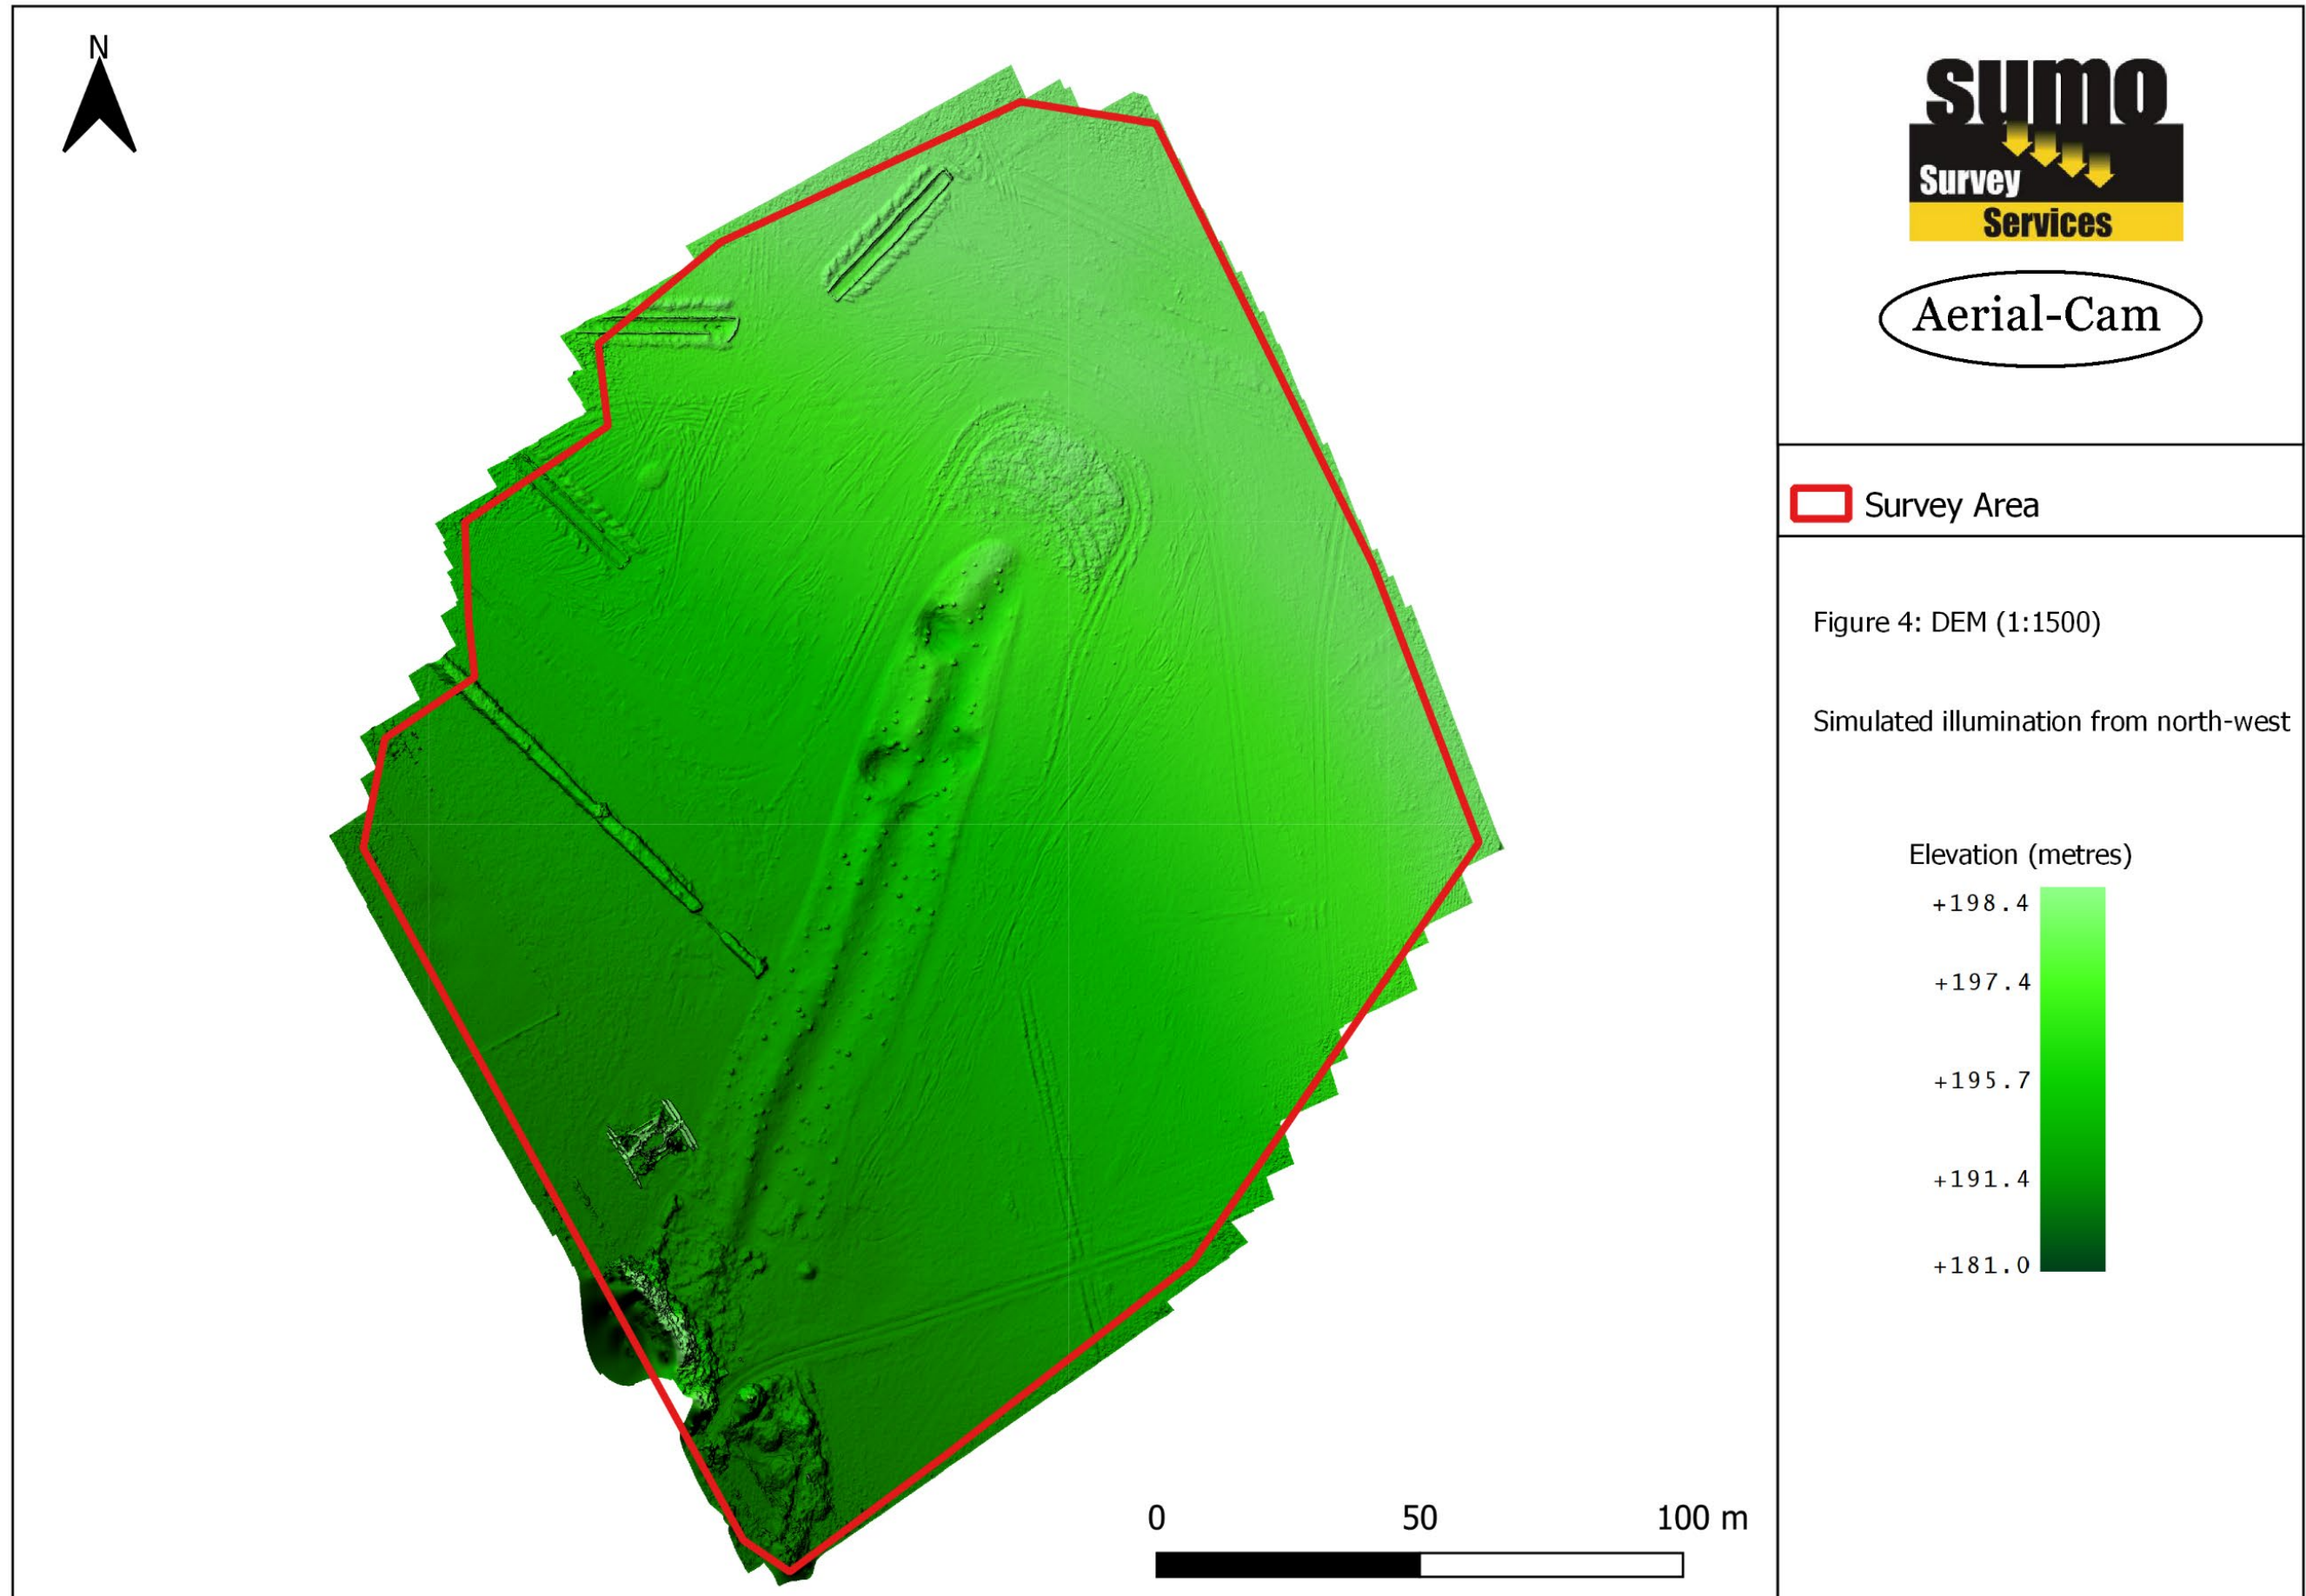 N
sumo
Survey
Services
Aerial-Cam
Survey Area
Figure 4: DEM (1:1500)
Simulated illumination from north-west
Elevation (metres)
+198.4
+197.4
+195.7
+191.4
+181.0
0 50 100 m